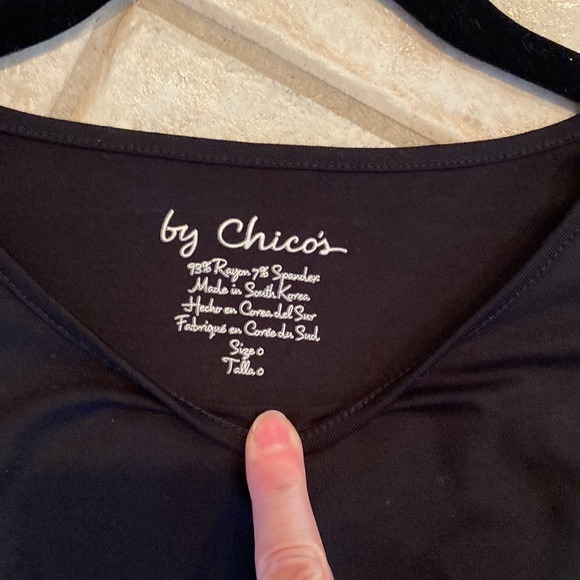 by Chico's
93% Rayon 7% Spandex
Made in South Korea
Hecho en Corea del Sur
Fabriqué en Corée du Sud
Size 0
Talla 0